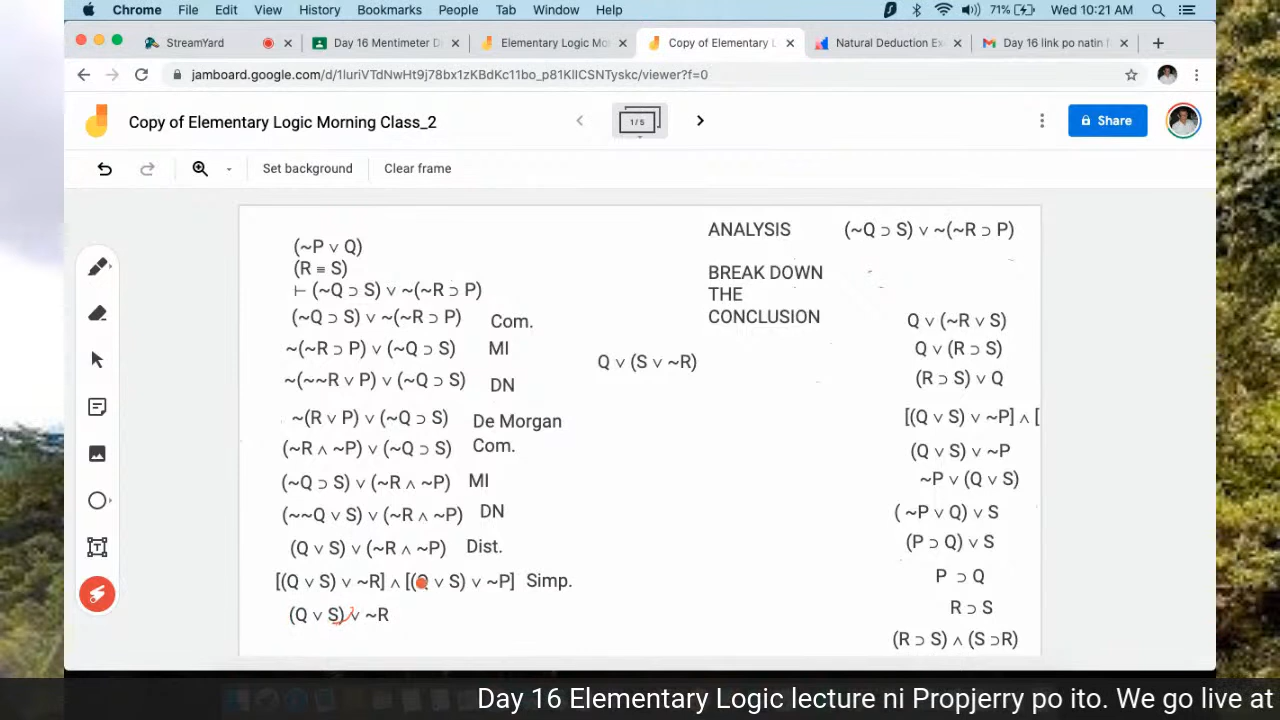 Chrome File Edit View History Bookmarks People Tab Window Help 71% Wed 10:21 AM
StreamYard Day 16 Mentimeter D Elementary Logic Mo Copy of Elementary L Natural Deduction Ex Day 16 link po natin
jamboard.google.com/d/1luriVTdNwHt9j78bx1zKBdKc11bo_p81KlICSNTyskc/viewer?f=0
Copy of Elementary Logic Morning Class_2
1/5
Share
Set background Clear frame
(~P ∨ Q)
(R ≡ S)
⊢ (~Q ⊃ S) ∨ ~(~R ⊃ P)
(~Q ⊃ S) ∨ ~(~R ⊃ P) Com.
~(~R ⊃ P) ∨ (~Q ⊃ S) MI
~(~~R ∨ P) ∨ (~Q ⊃ S) DN
~(R ∨ P) ∨ (~Q ⊃ S) De Morgan
(~R ∧ ~P) ∨ (~Q ⊃ S) Com.
(~Q ⊃ S) ∨ (~R ∧ ~P) MI
(~~Q ∨ S) ∨ (~R ∧ ~P) DN
(Q ∨ S) ∨ (~R ∧ ~P) Dist.
[(Q ∨ S) ∨ ~R] ∧ [(Q ∨ S) ∨ ~P] Simp.
(Q ∨ S) ∨ ~R
Q ∨ (S ∨ ~R)
ANALYSIS (~Q ⊃ S) ∨ ~(~R ⊃ P)
BREAK DOWN
THE
CONCLUSION
Q ∨ (~R ∨ S)
Q ∨ (R ⊃ S)
(R ⊃ S) ∨ Q
[(Q ∨ S) ∨ ~P] ∧ [
(Q ∨ S) ∨ ~P
~P ∨ (Q ∨ S)
( ~P ∨ Q) ∨ S
(P ⊃ Q) ∨ S
P ⊃ Q
R ⊃ S
(R ⊃ S) ∧ (S ⊃R)
Day 16 Elementary Logic lecture ni Propjerry po ito. We go live at